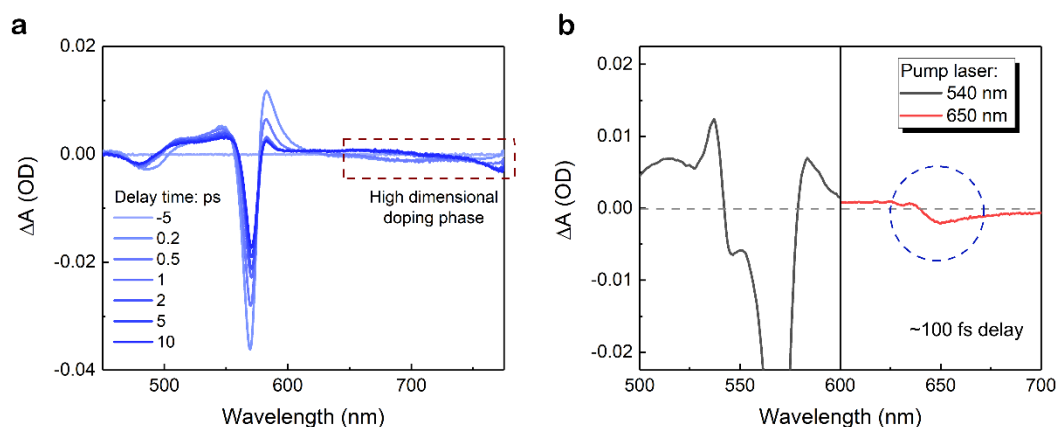 a
0.02
0.00
-0.02
-0.04
ΔA (OD)
Delay time: ps
-5
0.2
0.5
1
2
5
10
High dimensional
doping phase
500
600
700
Wavelength (nm)
b
0.02
0.01
0.00
-0.01
-0.02
ΔA (OD)
Pump laser:
540 nm
650 nm
~100 fs delay
500
550
600
650
700
Wavelength (nm)